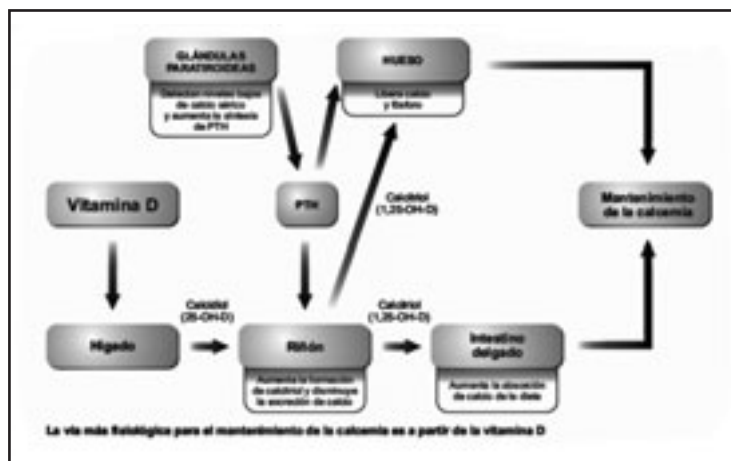 GLÁNDULAS
PARATIROIDEAS
Detectan niveles bajos
de calcio sérico
y aumenta la síntesis
de PTH
HUESO
Libera calcio
y fósforo
Vitamina D
PTH
Calcitriol
(1,25-OH-D)
Mantenimiento
de la calcemia
Hígado
Calcidiol
(25-OH-D)
Riñón
Aumenta la formación
de calcitriol y disminuye
la excreción de calcio
Calcitriol
(1,25-OH-D)
Intestino
delgado
Aumenta la absorción
de calcio de la dieta
La vía más fisiológica para el mantenimiento de la calcemia es a partir de la vitamina D